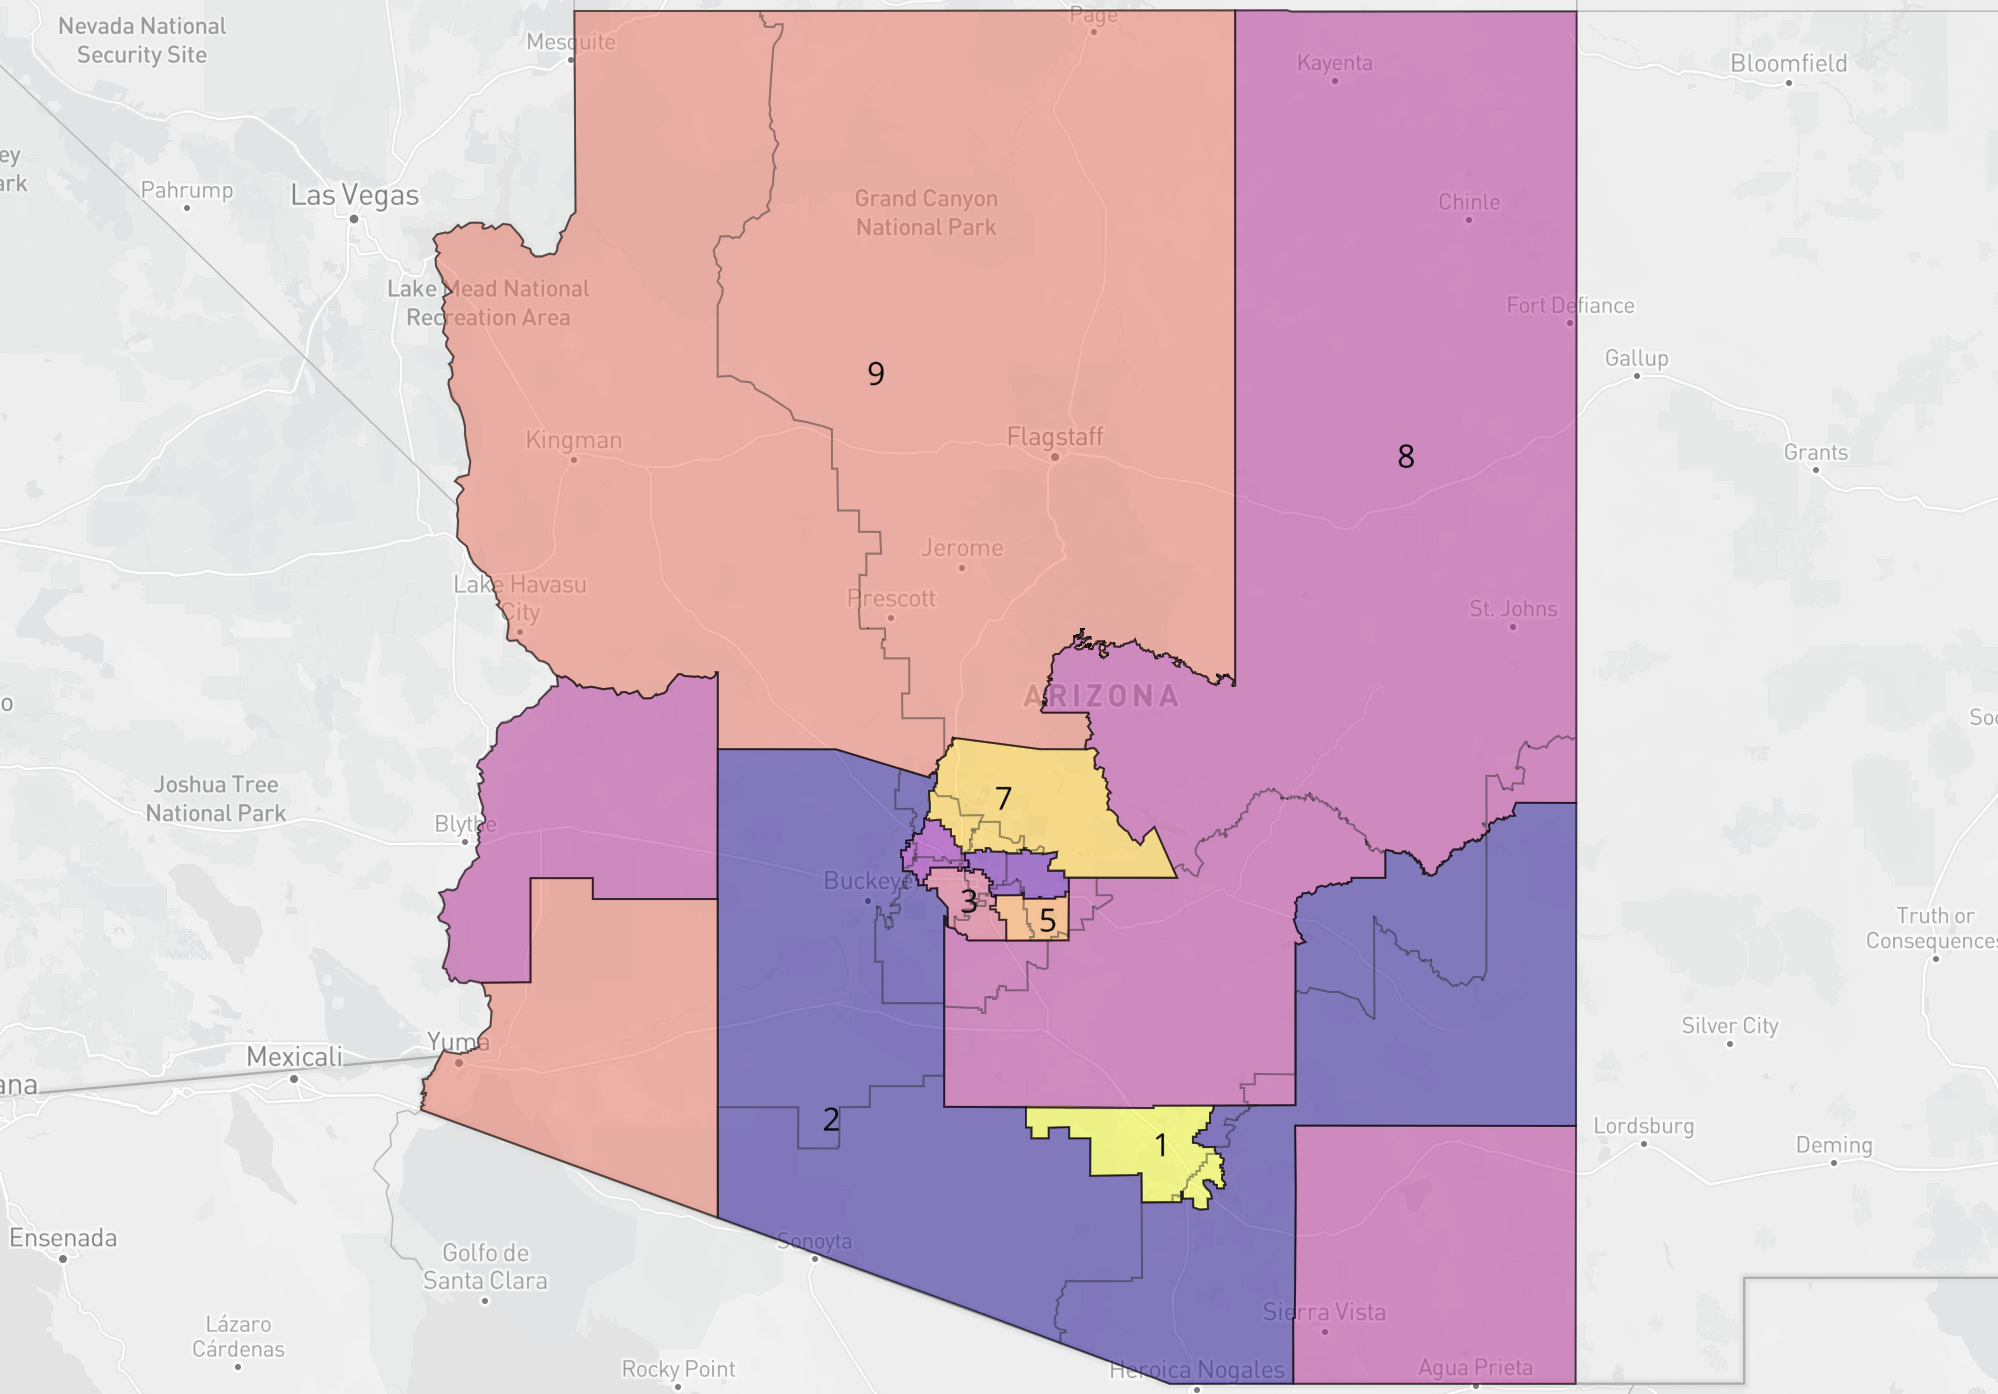 Nevada National
Security Site
Mesquite
Page
Kayenta
Bloomfield
ey
ark
Pahrump
Las Vegas
Grand Canyon
National Park
Chinle
Lake Mead National
Recreation Area
Fort Defiance
Gallup
9
Kingman
Flagstaff
8
Grants
Jerome
Lake Havasu
City
Prescott
St. Johns
o
ARIZONA
Soc
Joshua Tree
National Park
Blythe
7
Buckeye
3
5
Truth or
Consequences
Yuma
Mexicali
ana
Silver City
2
1
Lordsburg
Deming
Ensenada
Golfo de
Santa Clara
Sonoyta
Lázaro
Cárdenas
Sierra Vista
Rocky Point
Heroica Nogales
Agua Prieta